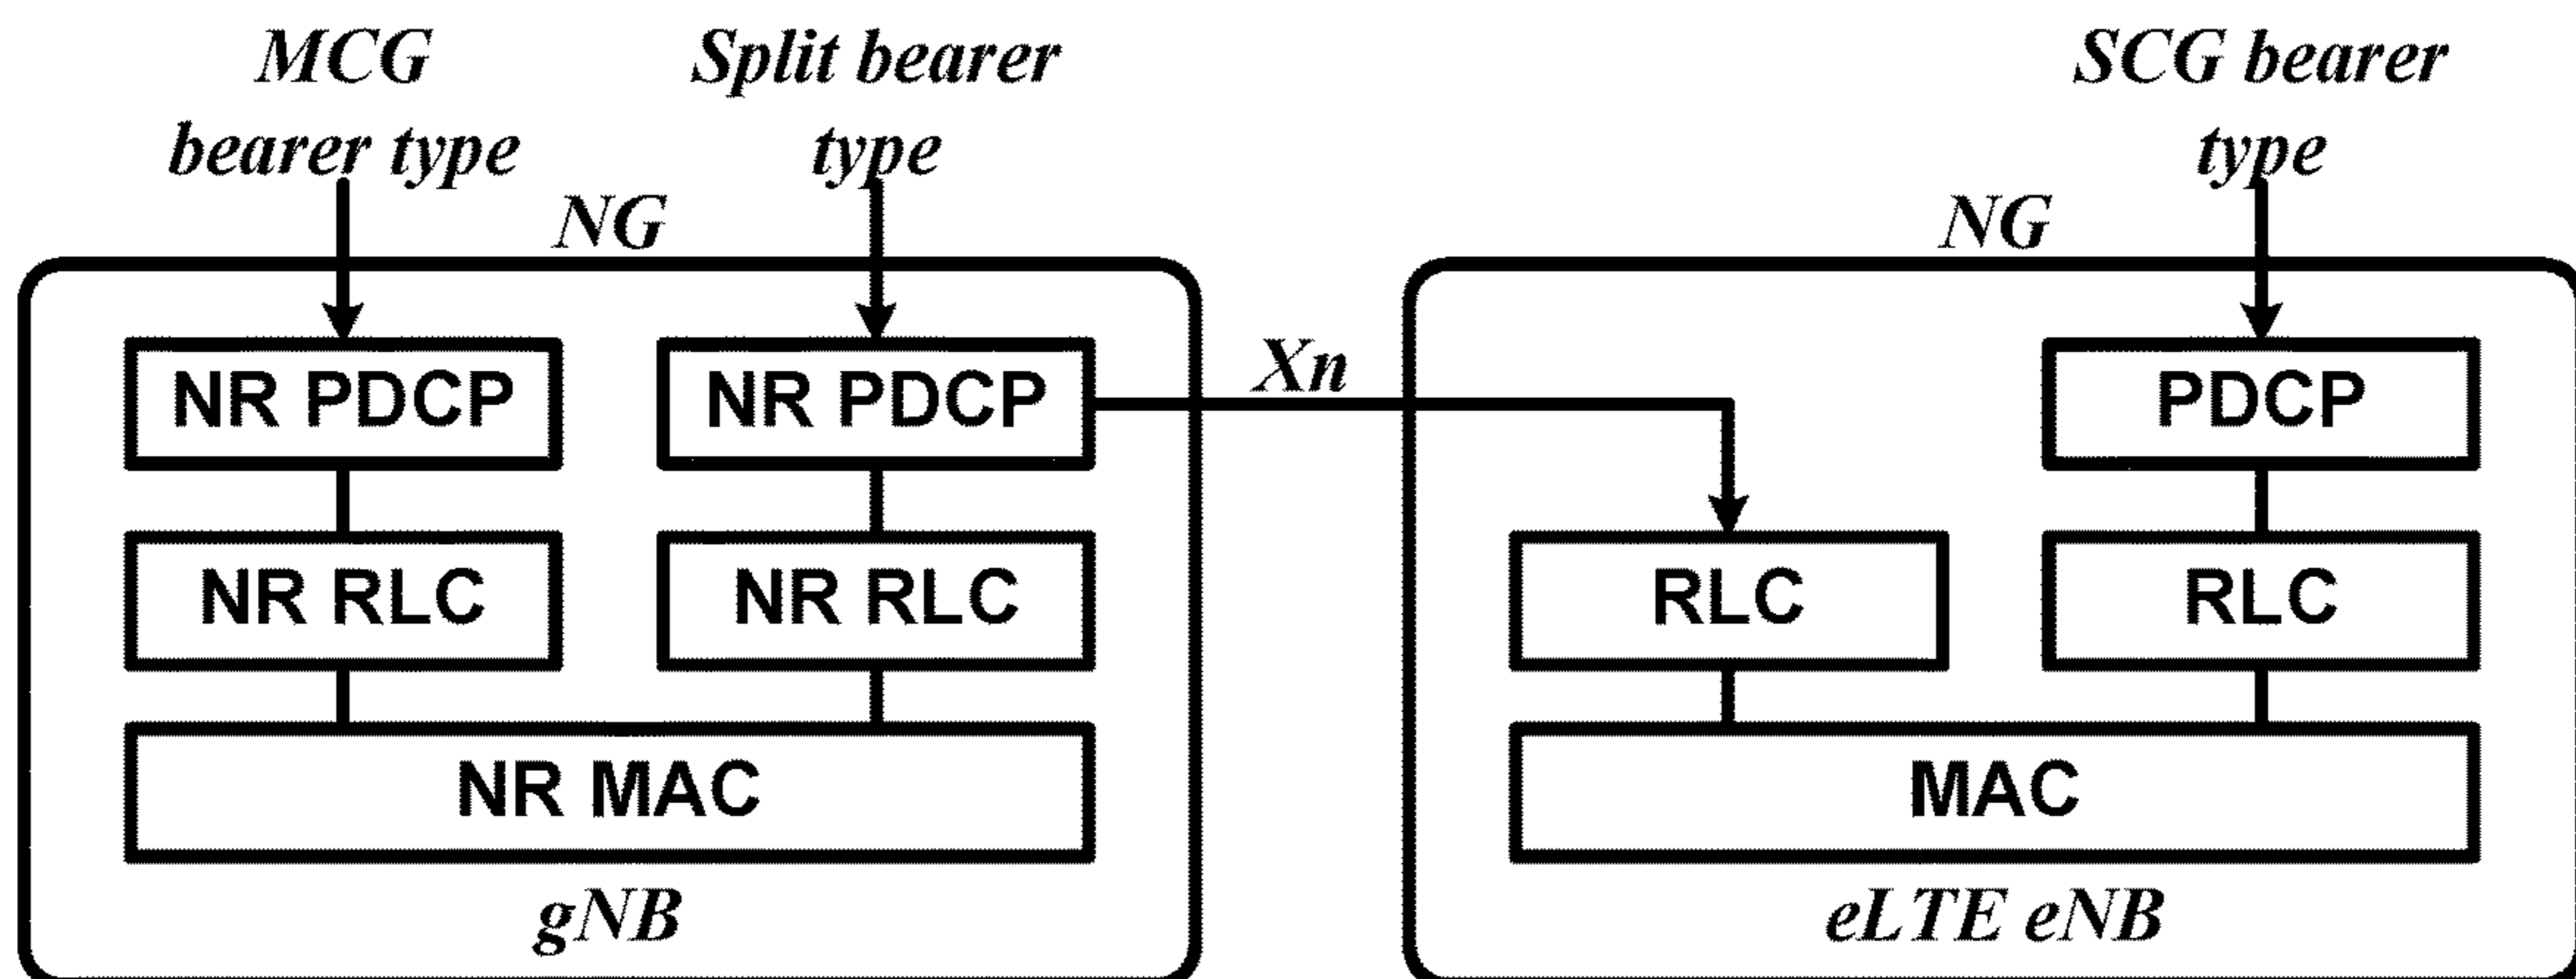 MCG
bearer type
Split bearer
type
SCG bearer
type
NG
NG
NR PDCP
NR PDCP
Xn
PDCP
NR RLC
NR RLC
RLC
RLC
NR MAC
MAC
gNB
eLTE eNB